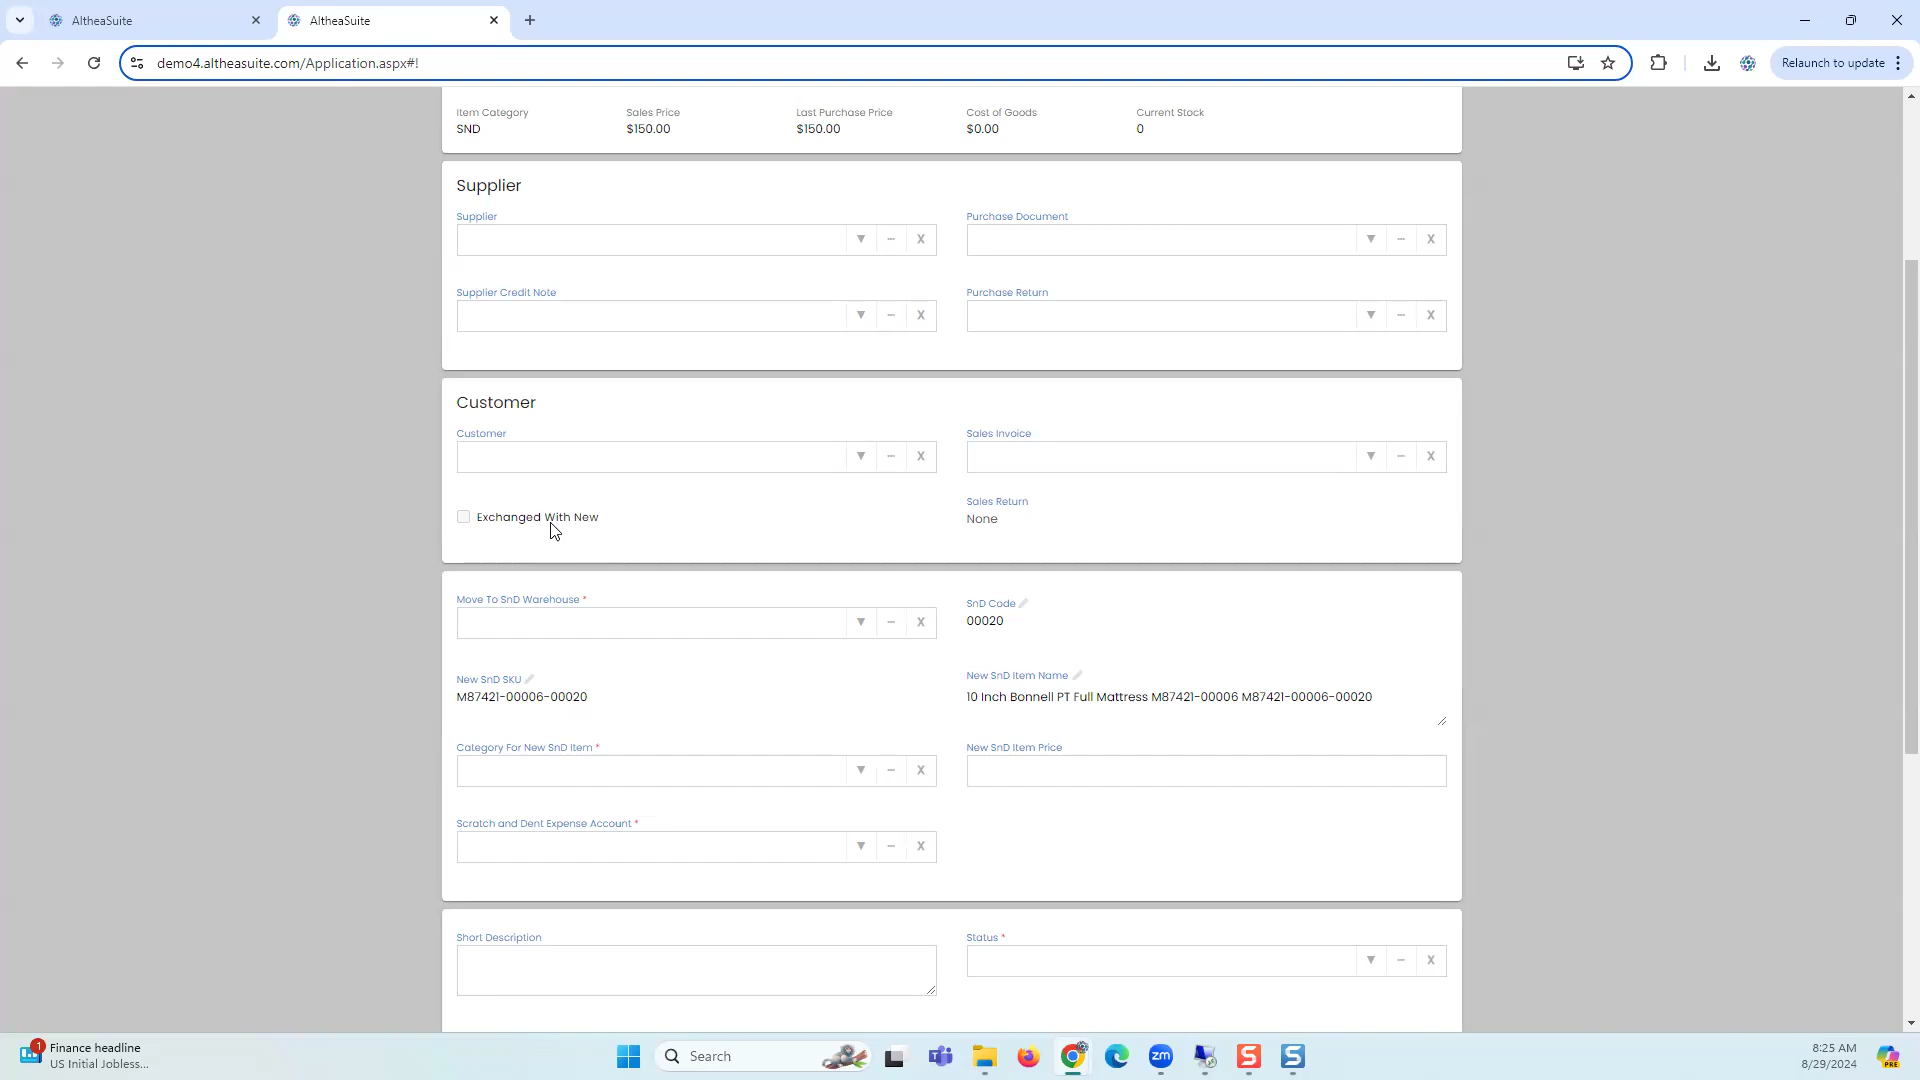 AltheaSuite
AltheaSuite
demo4.altheasuite.com/Application.aspx#!
Relaunch to update
Item Category
Sales Price
Last Purchase Price
Cost of Goods
Current Stock
SND
$150.00
$150.00
$0.00
0
Supplier
Supplier
Purchase Document
X
X
Supplier Credit Note
Purchase Return
X
X
Customer
Customer
Sales Invoice
X
X
Exchanged With New
Sales Return
None
Move To SnD Warehouse *
X
SnD Code
00020
New SnD SKU
M87421-00006-00020
New SnD Item Name
10 Inch Bonnell PT Full Mattress M87421-00006 M87421-00006-00020
Category For New SnD Item *
X
New SnD Item Price
Scratch and Dent Expense Account *
X
Short Description
Status *
X
1
Finance headline
US Initial Jobless...
Search
zm
S
S
8:25 AM
8/29/2024
PRE